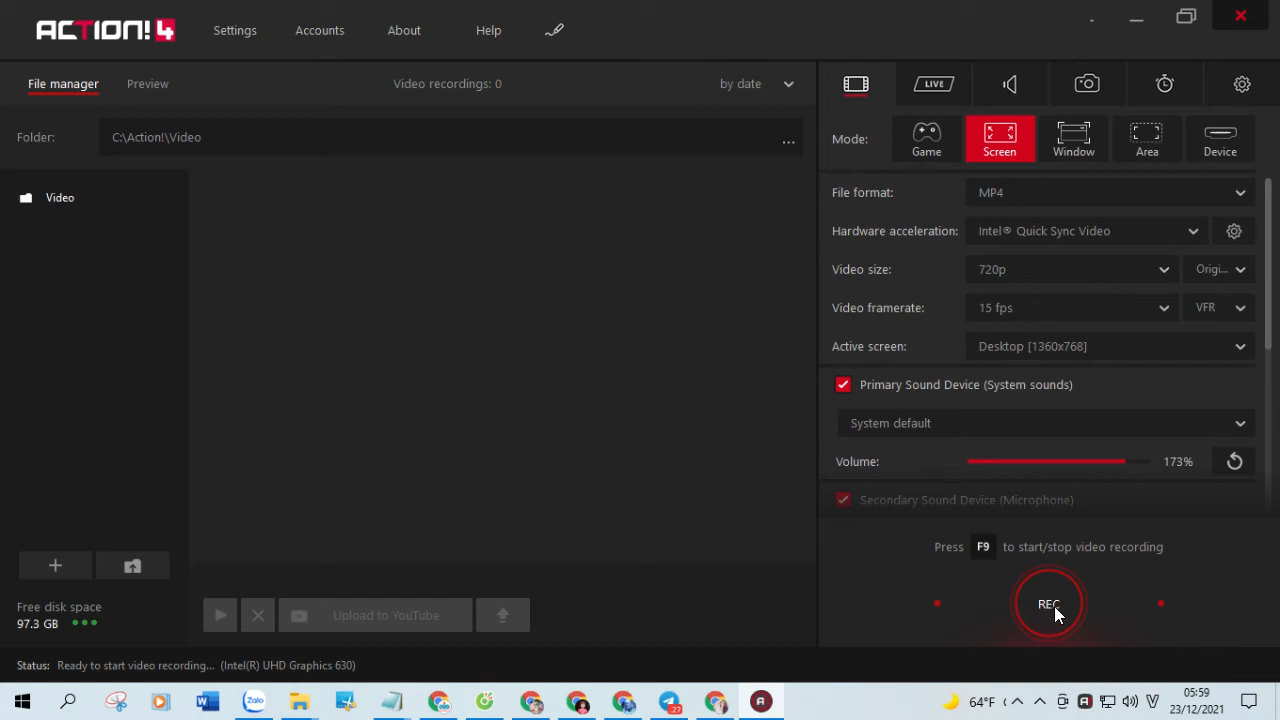 ACTION! 4 Settings Accounts About Help
File manager Preview Video recordings: 0 by date LIVE
Folder: C:\Action!\Video ... Mode: Game Screen Window Area Device
Video
File format: MP4
Hardware acceleration: Intel® Quick Sync Video
Video size: 720p Origi...
Video framerate: 15 fps VFR
Active screen: Desktop [1360x768]
Primary Sound Device (System sounds)
System default
Volume: 173%
Secondary Sound Device (Microphone)
Press F9 to start/stop video recording
REC
Free disk space
97.3 GB
Upload to YouTube
Status: Ready to start video recording... (Intel(R) UHD Graphics 630)
Zalo 27 64°F V 05:59
23/12/2021